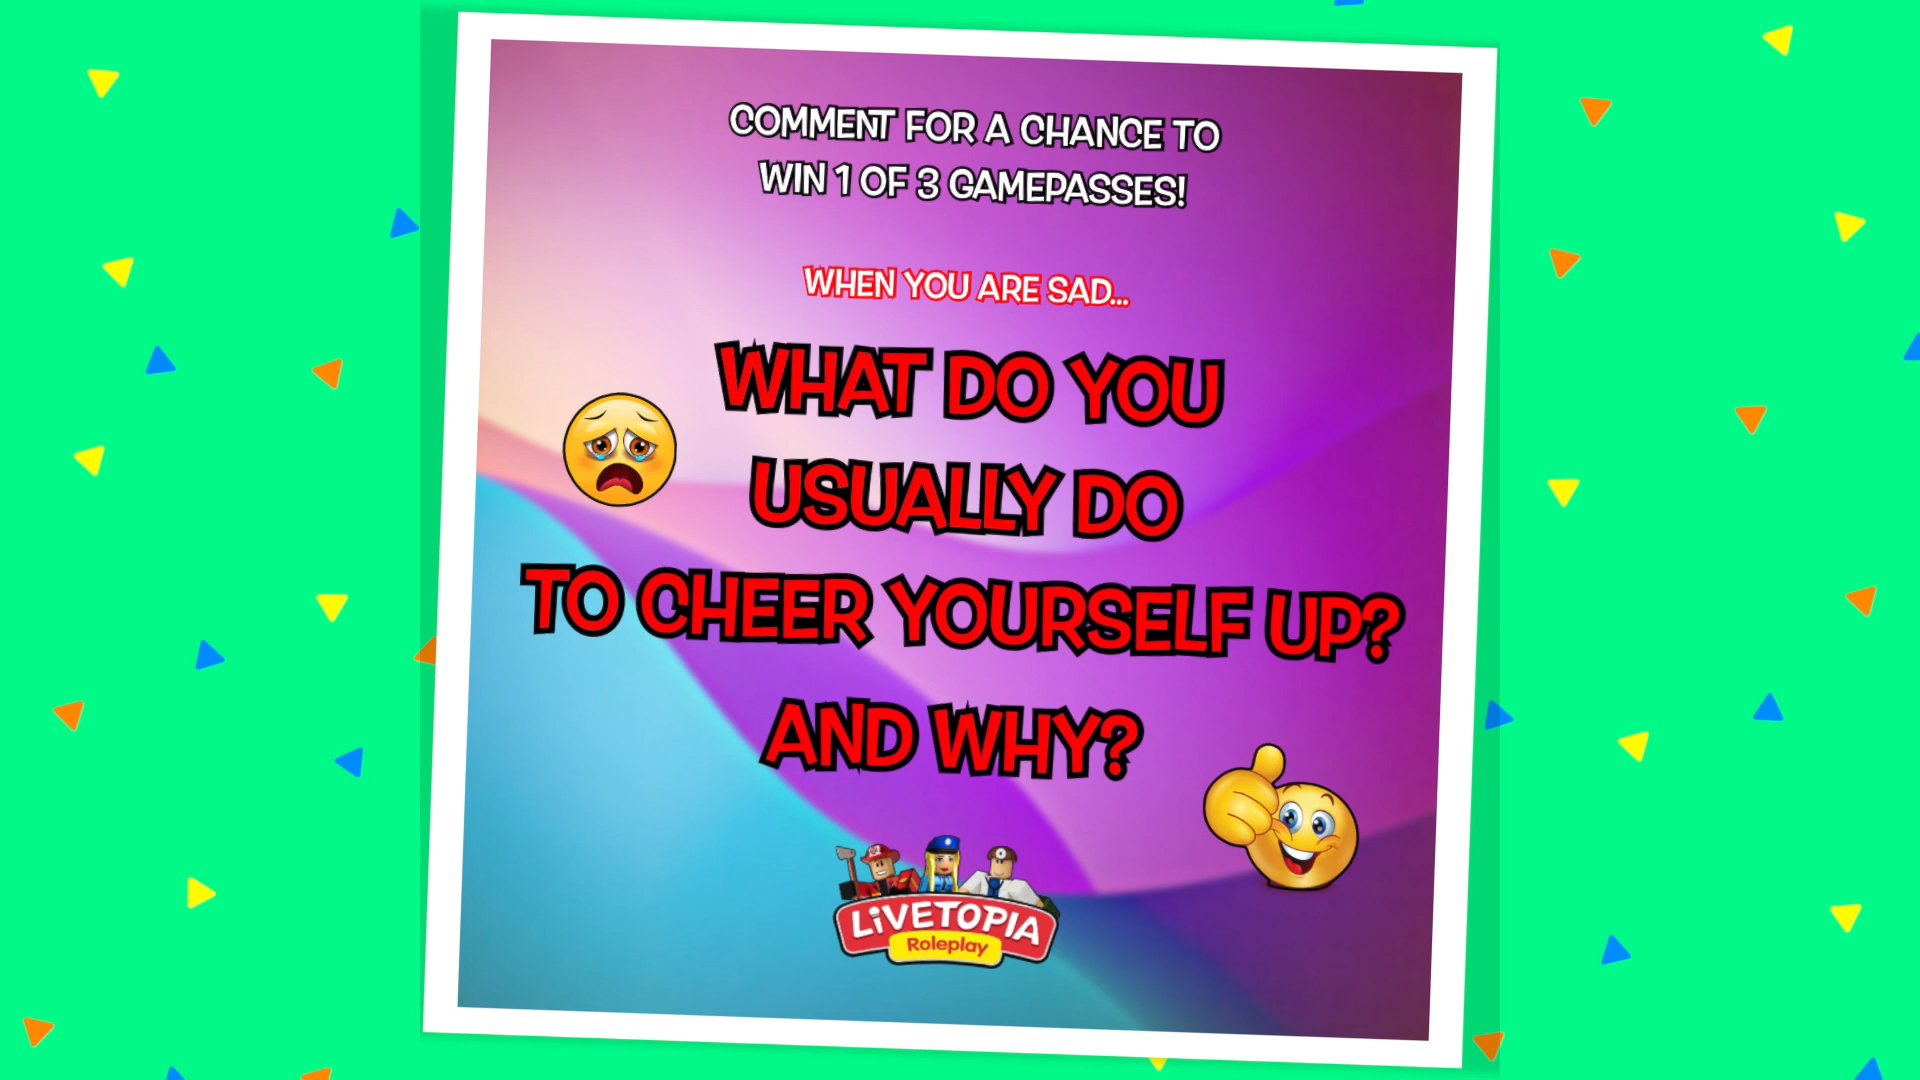 COMMENT FOR A CHANCE TO
WIN 1 OF 3 GAMEPASSES!
WHEN YOU ARE SAD...
WHAT DO YOU
USUALLY DO
TO CHEER YOURSELF UP?
AND WHY?
LiVETOPIA
Roleplay